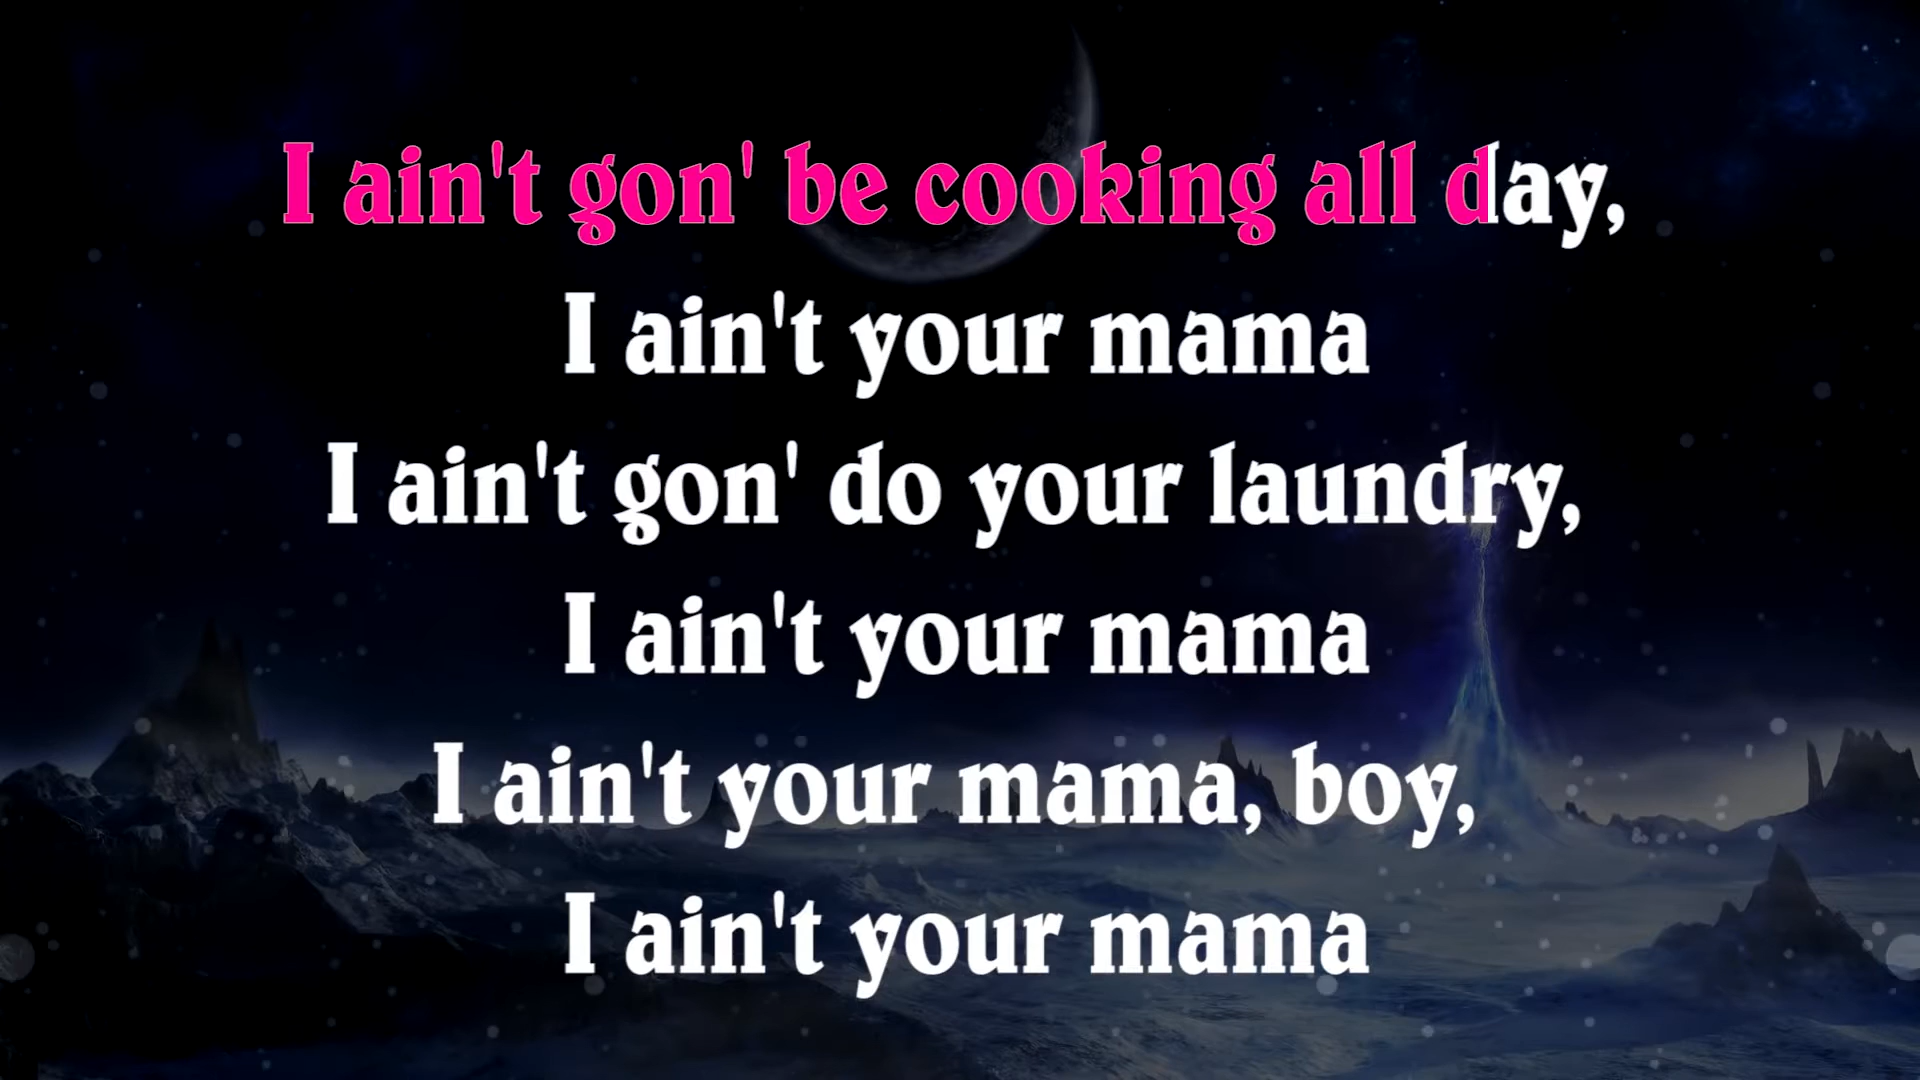 I ain't gon' be cooking all day,
I ain't your mama
I ain't gon' do your laundry,
I ain't your mama
I ain't your mama, boy,
I ain't your mama